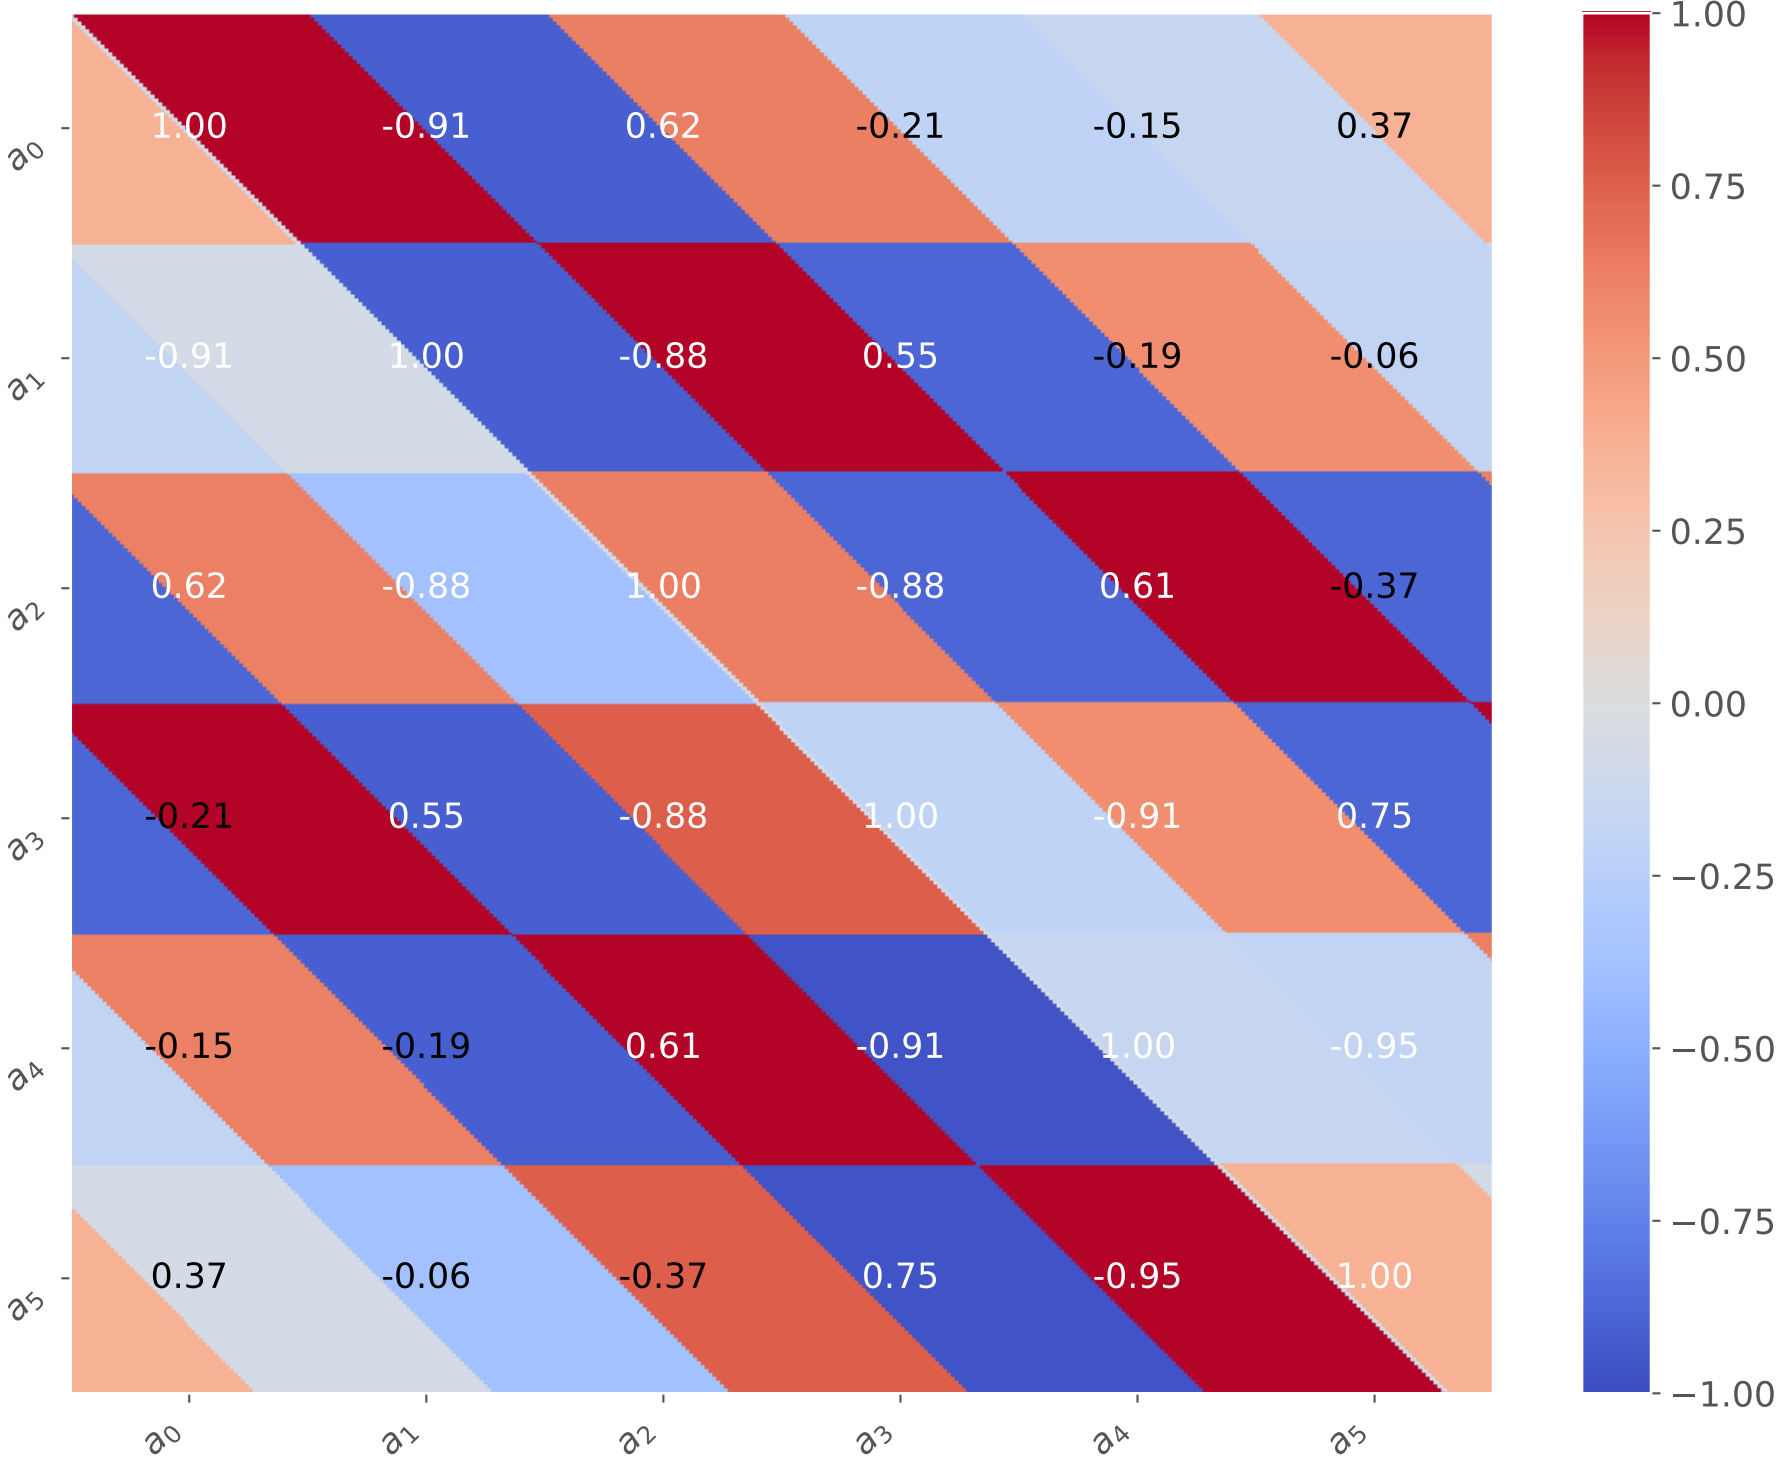 1.00
a0 1.00 -0.91 0.62 -0.21 -0.15 0.37
0.75
a1 -0.91 1.00 -0.88 0.55 -0.19 -0.06
0.50
0.25
a2 0.62 -0.88 1.00 -0.88 0.61 -0.37
0.00
a3 -0.21 0.55 -0.88 1.00 -0.91 0.75
−0.25
a4 -0.15 -0.19 0.61 -0.91 1.00 -0.95
−0.50
−0.75
a5 0.37 -0.06 -0.37 0.75 -0.95 1.00
−1.00
a0 a1 a2 a3 a4 a5